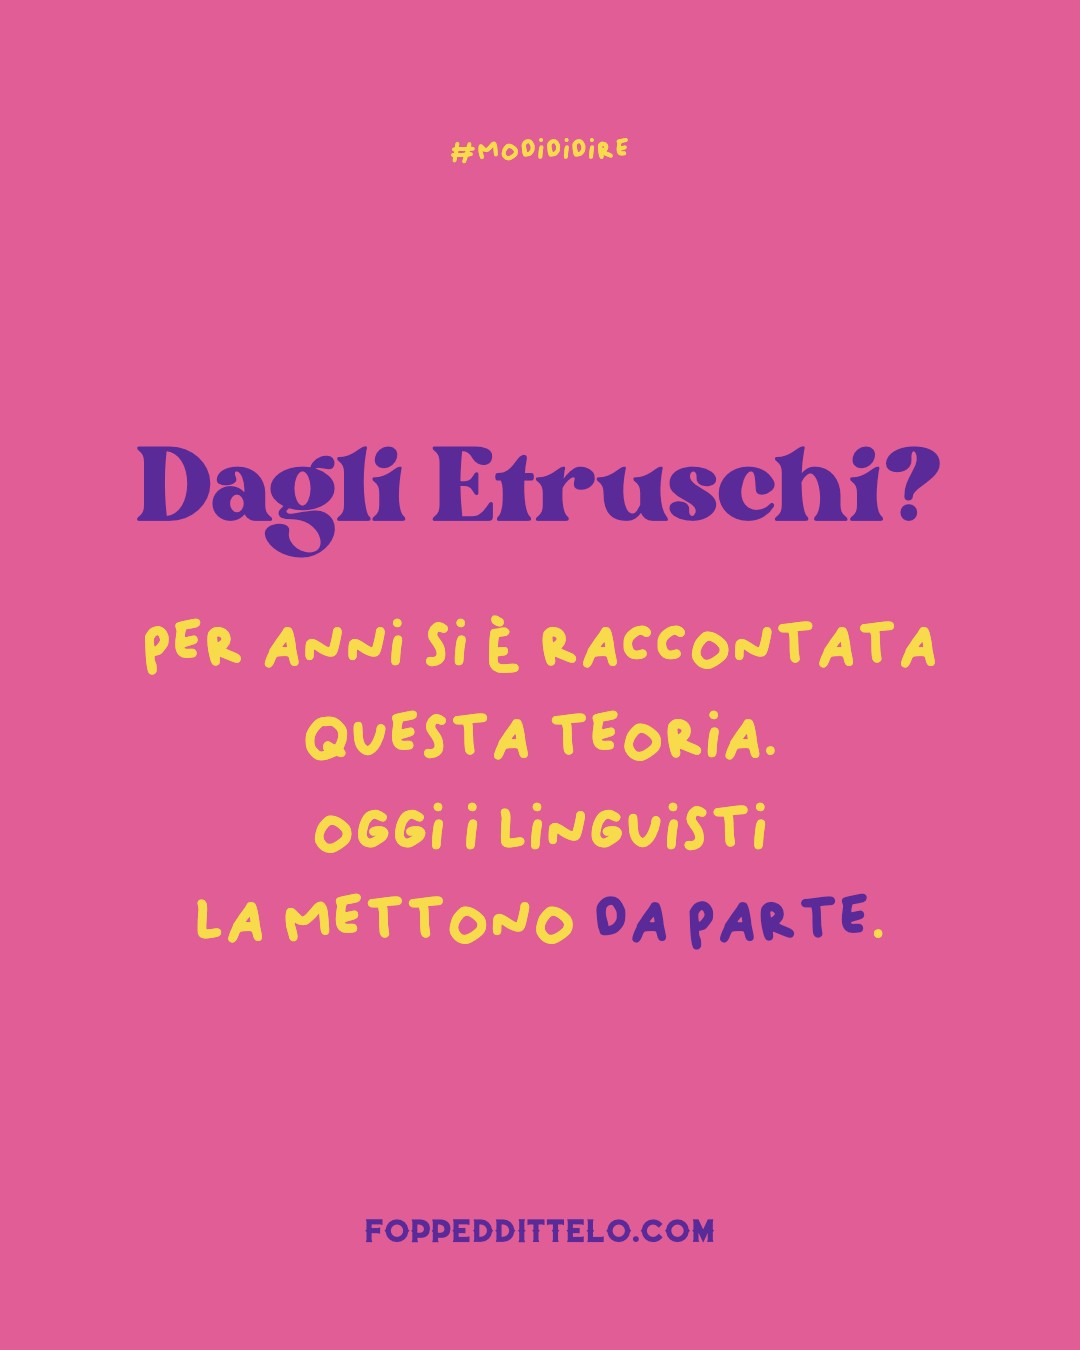 #MODIDIDIRE
Dagli Etruschi?
PER ANNI SI È RACCONTATA
QUESTA TEORIA.
OGGI I LINGUISTI
LA METTONO DA PARTE.
FOPPEDDITTELO.COM